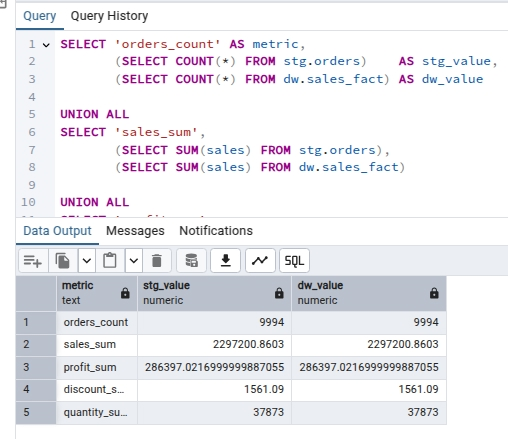 Query Query History
1 SELECT 'orders_count' AS metric,
2 (SELECT COUNT(*) FROM stg.orders) AS stg_value,
3 (SELECT COUNT(*) FROM dw.sales_fact) AS dw_value
4
5 UNION ALL
6 SELECT 'sales_sum',
7 (SELECT SUM(sales) FROM stg.orders),
8 (SELECT SUM(sales) FROM dw.sales_fact)
9
10 UNION ALL
Data Output Messages Notifications
SQL
metric stg_value dw_value
text numeric numeric
1 orders_count 9994 9994
2 sales_sum 2297200.8603 2297200.8603
3 profit_sum 286397.0216999999887055 286397.0216999999887055
4 discount_s... 1561.09 1561.09
5 quantity_su... 37873 37873